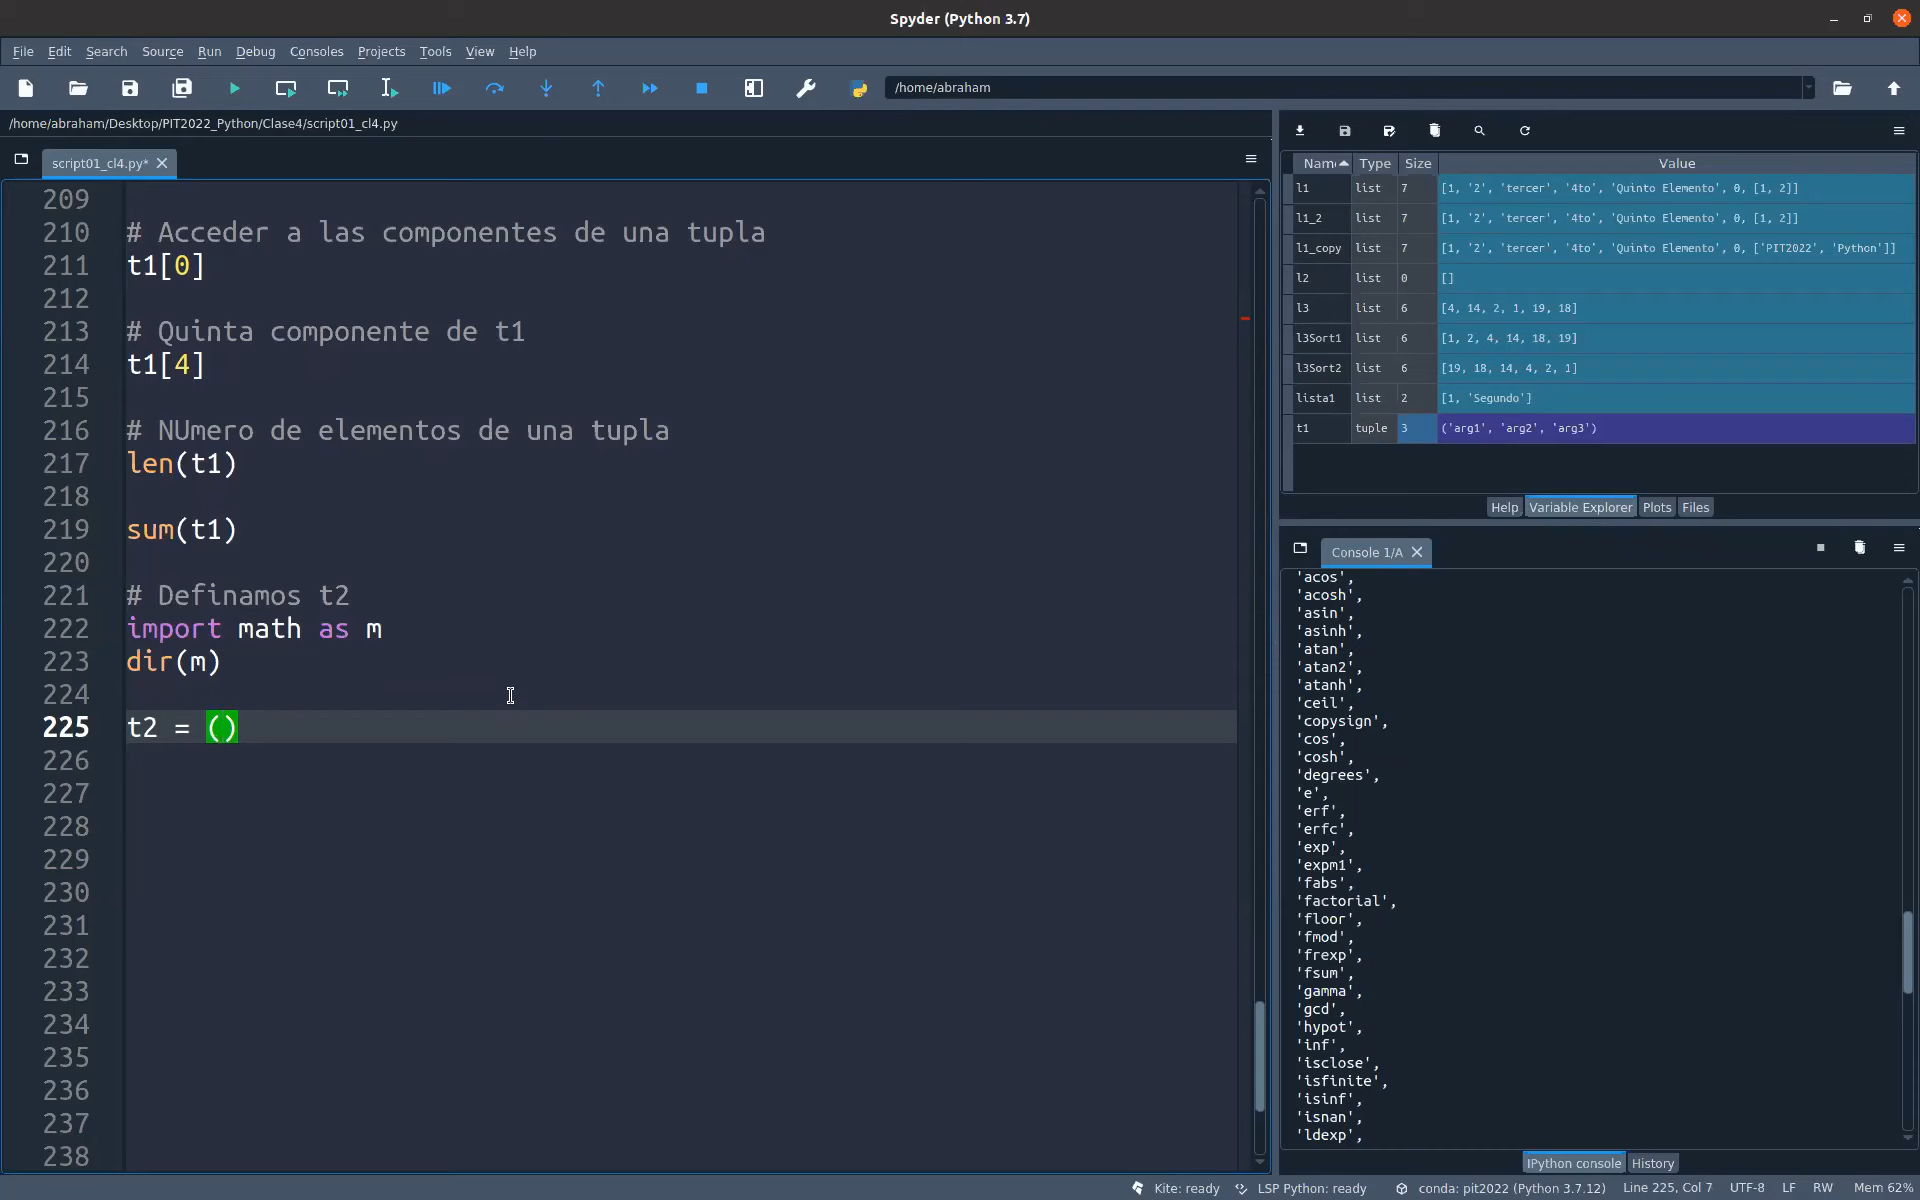 Spyder (Python 3.7)
File Edit Search Source Run Debug Consoles Projects Tools View Help
/home/abraham
/home/abraham/Desktop/PIT2022_Python/Clase4/script01_cl4.py
script01_cl4.py*
209
210 # Acceder a las componentes de una tupla
211 t1[0]
212
213 # Quinta componente de t1
214 t1[4]
215
216 # NUmero de elementos de una tupla
217 len(t1)
218
219 sum(t1)
220
221 # Definamos t2
222 import math as m
223 dir(m)
224
225 t2 = ()
226
227
228
229
230
231
232
233
234
235
236
237
238
Name Type Size Value
l1 list 7 [1, '2', 'tercer', '4to', 'Quinto Elemento', 0, [1, 2]]
l1_2 list 7 [1, '2', 'tercer', '4to', 'Quinto Elemento', 0, [1, 2]]
l1_copy list 7 [1, '2', 'tercer', '4to', 'Quinto Elemento', 0, ['PIT2022', 'Python']]
l2 list 0 []
l3 list 6 [4, 14, 2, 1, 19, 18]
l3Sort1 list 6 [1, 2, 4, 14, 18, 19]
l3Sort2 list 6 [19, 18, 14, 4, 2, 1]
lista1 list 2 [1, 'Segundo']
t1 tuple 3 ('arg1', 'arg2', 'arg3')
Help Variable Explorer Plots Files
Console 1/A
'acos',
'acosh',
'asin',
'asinh',
'atan',
'atan2',
'atanh',
'ceil',
'copysign',
'cos',
'cosh',
'degrees',
'e',
'erf',
'erfc',
'exp',
'expm1',
'fabs',
'factorial',
'floor',
'fmod',
'frexp',
'fsum',
'gamma',
'gcd',
'hypot',
'inf',
'isclose',
'isfinite',
'isinf',
'isnan',
'ldexp',
IPython console History
Kite: ready LSP Python: ready conda: pit2022 (Python 3.7.12) Line 225, Col 7 UTF-8 LF RW Mem 62%